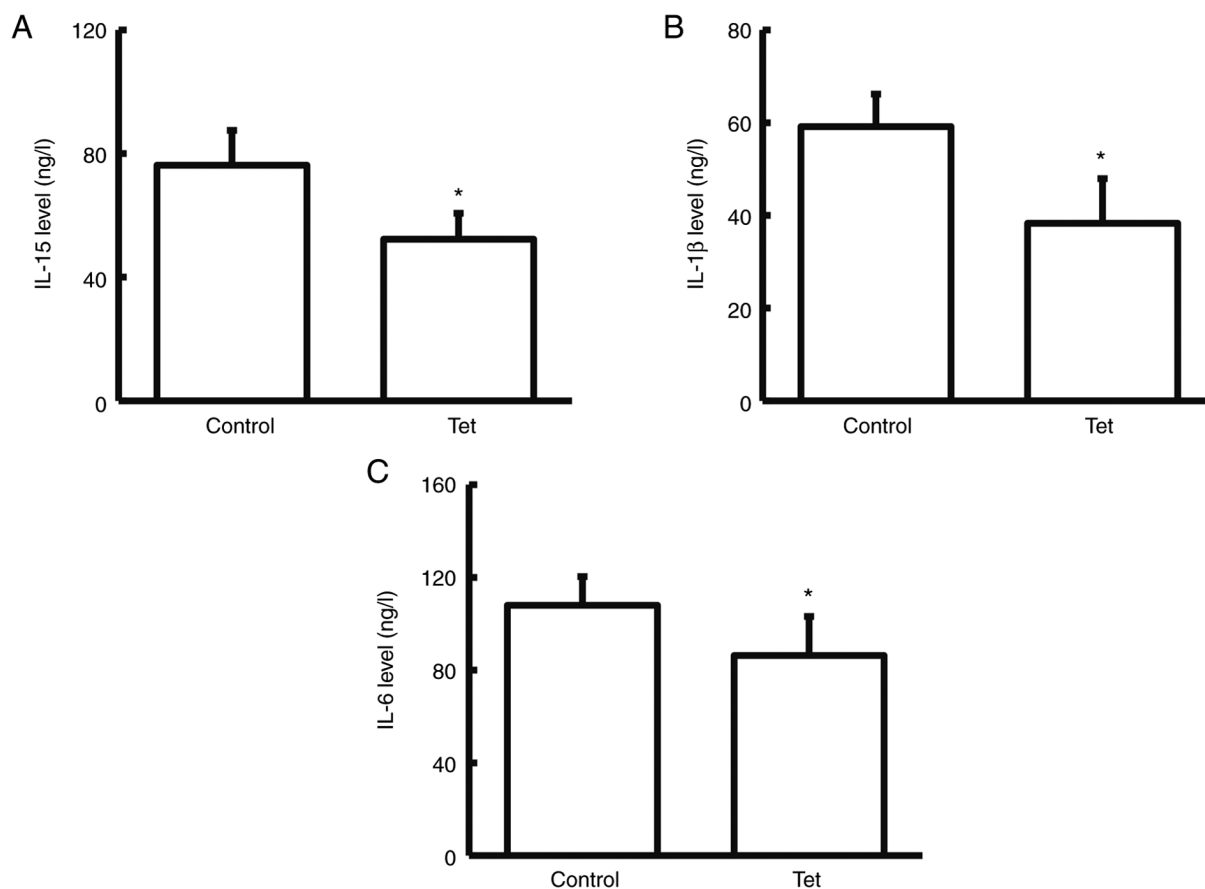 A
120
80
40
0
IL-15 level (ng/l)
*
Control
Tet
B
80
60
40
20
0
IL-1β level (ng/l)
*
Control
Tet
C
160
120
80
40
0
IL-6 level (ng/l)
*
Control
Tet